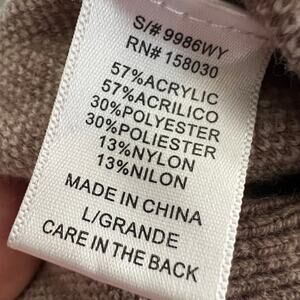 S/# 9986WY
RN# 158030
57%ACRYLIC
57%ACRILICO
30%POLYESTER
30%POLIESTER
13%NYLON
13%NILON
MADE IN CHINA
L/GRANDE
CARE IN THE BACK